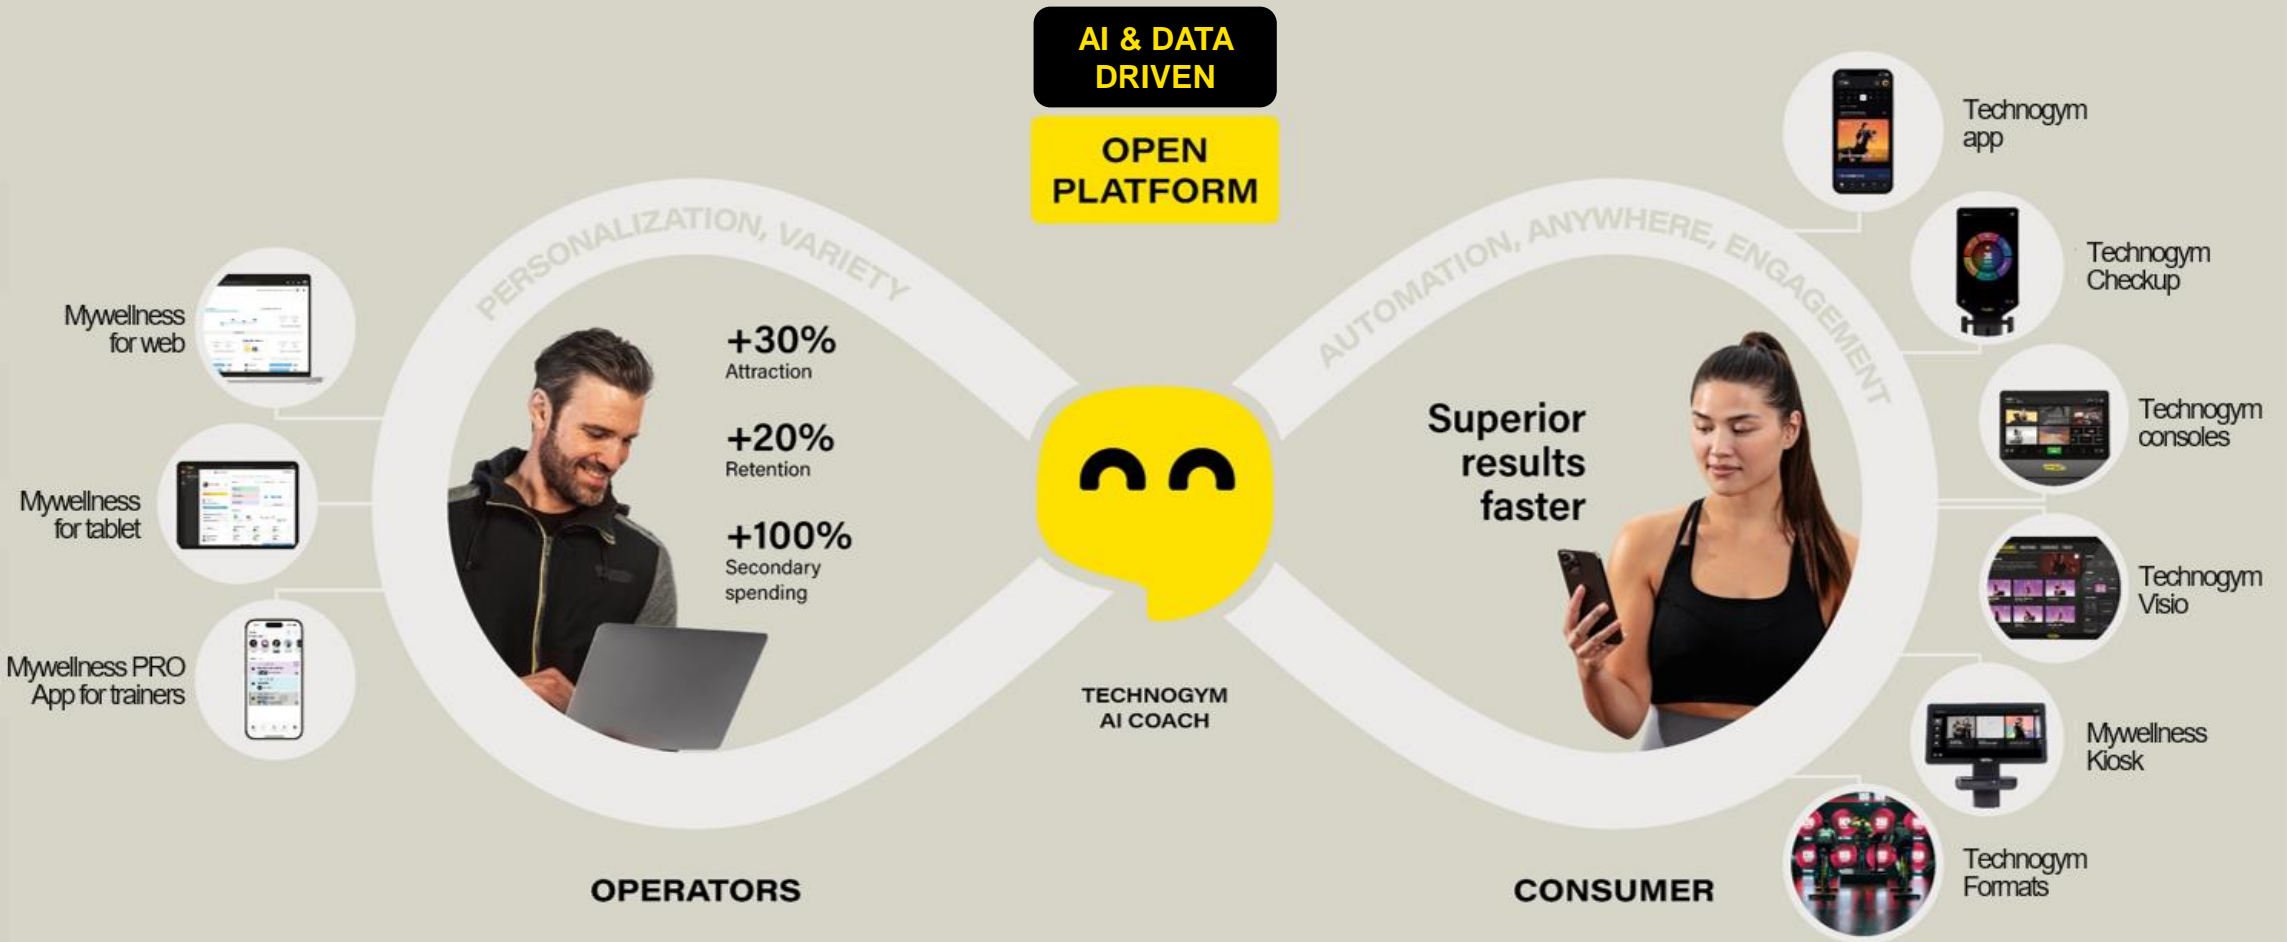 AI & DATA
DRIVEN
OPEN
PLATFORM
PERSONALIZATION, VARIETY
AUTOMATION, ANYWHERE, ENGAGEMENT
Mywellness
for web
Mywellness
for tablet
Mywellness PRO
App for trainers
+30%
Attraction
+20%
Retention
+100%
Secondary
spending
TECHNOGYM
AI COACH
Superior
results
faster
Technogym
app
Technogym
Checkup
Technogym
consoles
Technogym
Visio
Mywellness
Kiosk
Technogym
Formats
OPERATORS
CONSUMER